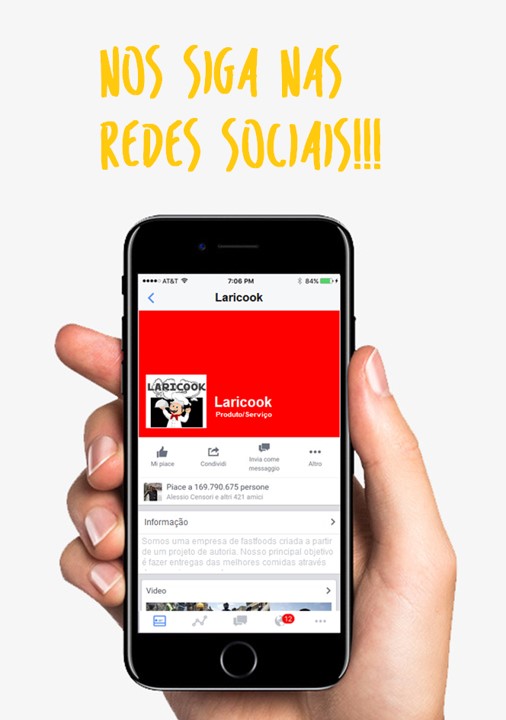 NOS SIGA NAS
REDES SOCIAIS!!!
AT&T 7:06 PM 84%
Laricook
LARICOOK
Laricook
Produto/Serviço
Mi piace Condividi Invia come messaggio Altro
Piace a 169.790.675 persone
Alessio Censori e altri 421 amici
Informação
Somos uma empresa de fastfoods criada a partir
de um projeto de autoria. Nosso principal objetivo
é fazer entregas das melhores comidas através
Video
12